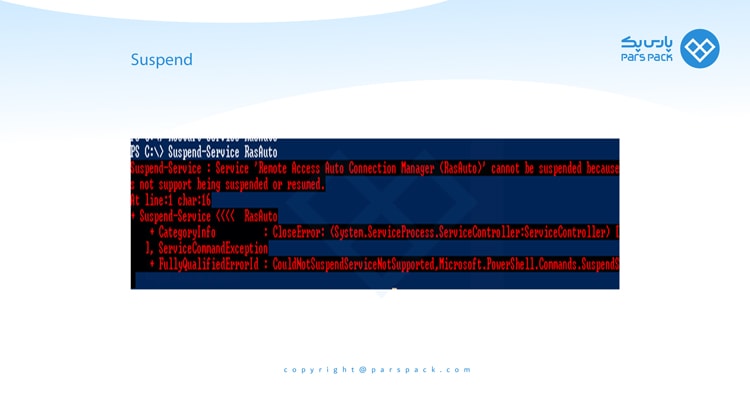 پارس پک
Pars Pack
Suspend
PS C:\> Suspend-Service RasAuto
Suspend-Service : Service 'Remote Access Auto Connection Manager (RasAuto)' cannot be suspended because
s not support being suspended or resumed.
At line:1 char:16
+ Suspend-Service <<<<  RasAuto
    + CategoryInfo          : CloseError: (System.ServiceProcess.ServiceController:ServiceController) [
   ], ServiceCommandException
    + FullyQualifiedErrorId : CouldNotSuspendServiceNotSupported,Microsoft.PowerShell.Commands.SuspendS
copyright@parspack.com